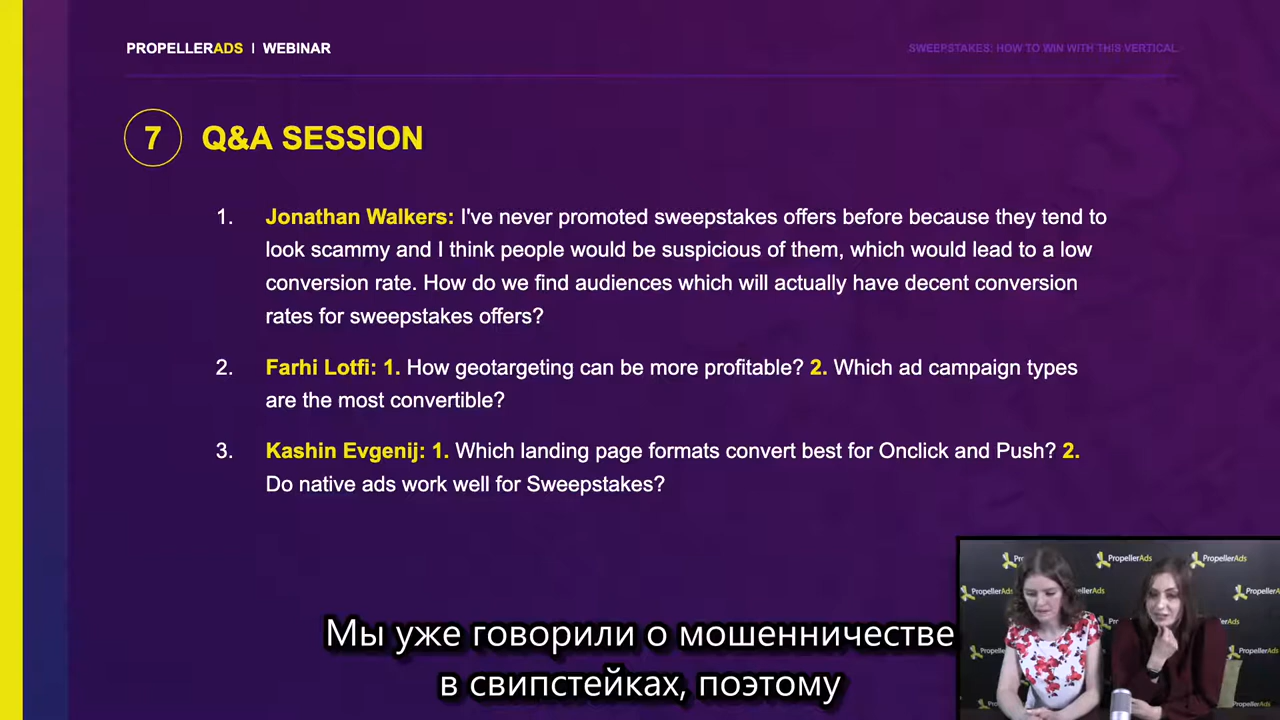 PROPELLERADS | WEBINAR
SWEEPSTAKES: HOW TO WIN WITH THIS VERTICAL
7 Q&A SESSION
1. Jonathan Walkers: I've never promoted sweepstakes offers before because they tend to
look scammy and I think people would be suspicious of them, which would lead to a low
conversion rate. How do we find audiences which will actually have decent conversion
rates for sweepstakes offers?
2. Farhi Lotfi: 1. How geotargeting can be more profitable? 2. Which ad campaign types
are the most convertible?
3. Kashin Evgenij: 1. Which landing page formats convert best for Onclick and Push? 2.
Do native ads work well for Sweepstakes?
PropellerAds
PropellerAds
PropellerAds
PropellerAds
PropellerAds
Мы уже говорили о мошенничестве
в свипстейках, поэтому